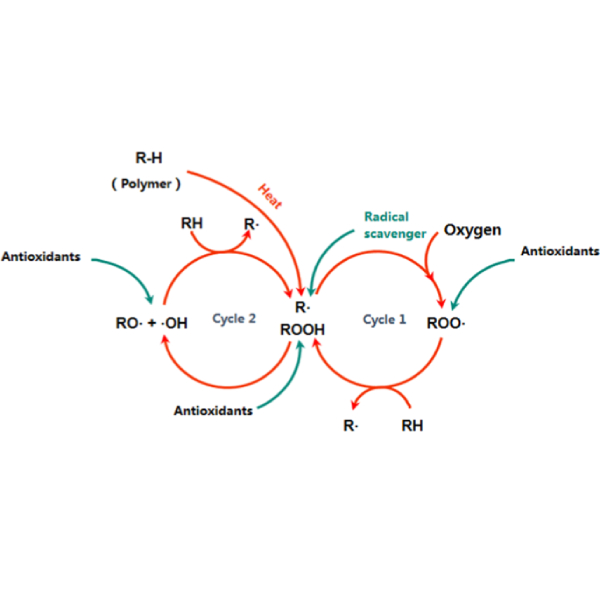 R-H
( Polymer )
Heat
RH
R·
Radical
scavenger
Oxygen
Antioxidants
Antioxidants
RO· + ·OH
Cycle 2
R·
ROOH
Cycle 1
ROO·
Antioxidants
R·
RH